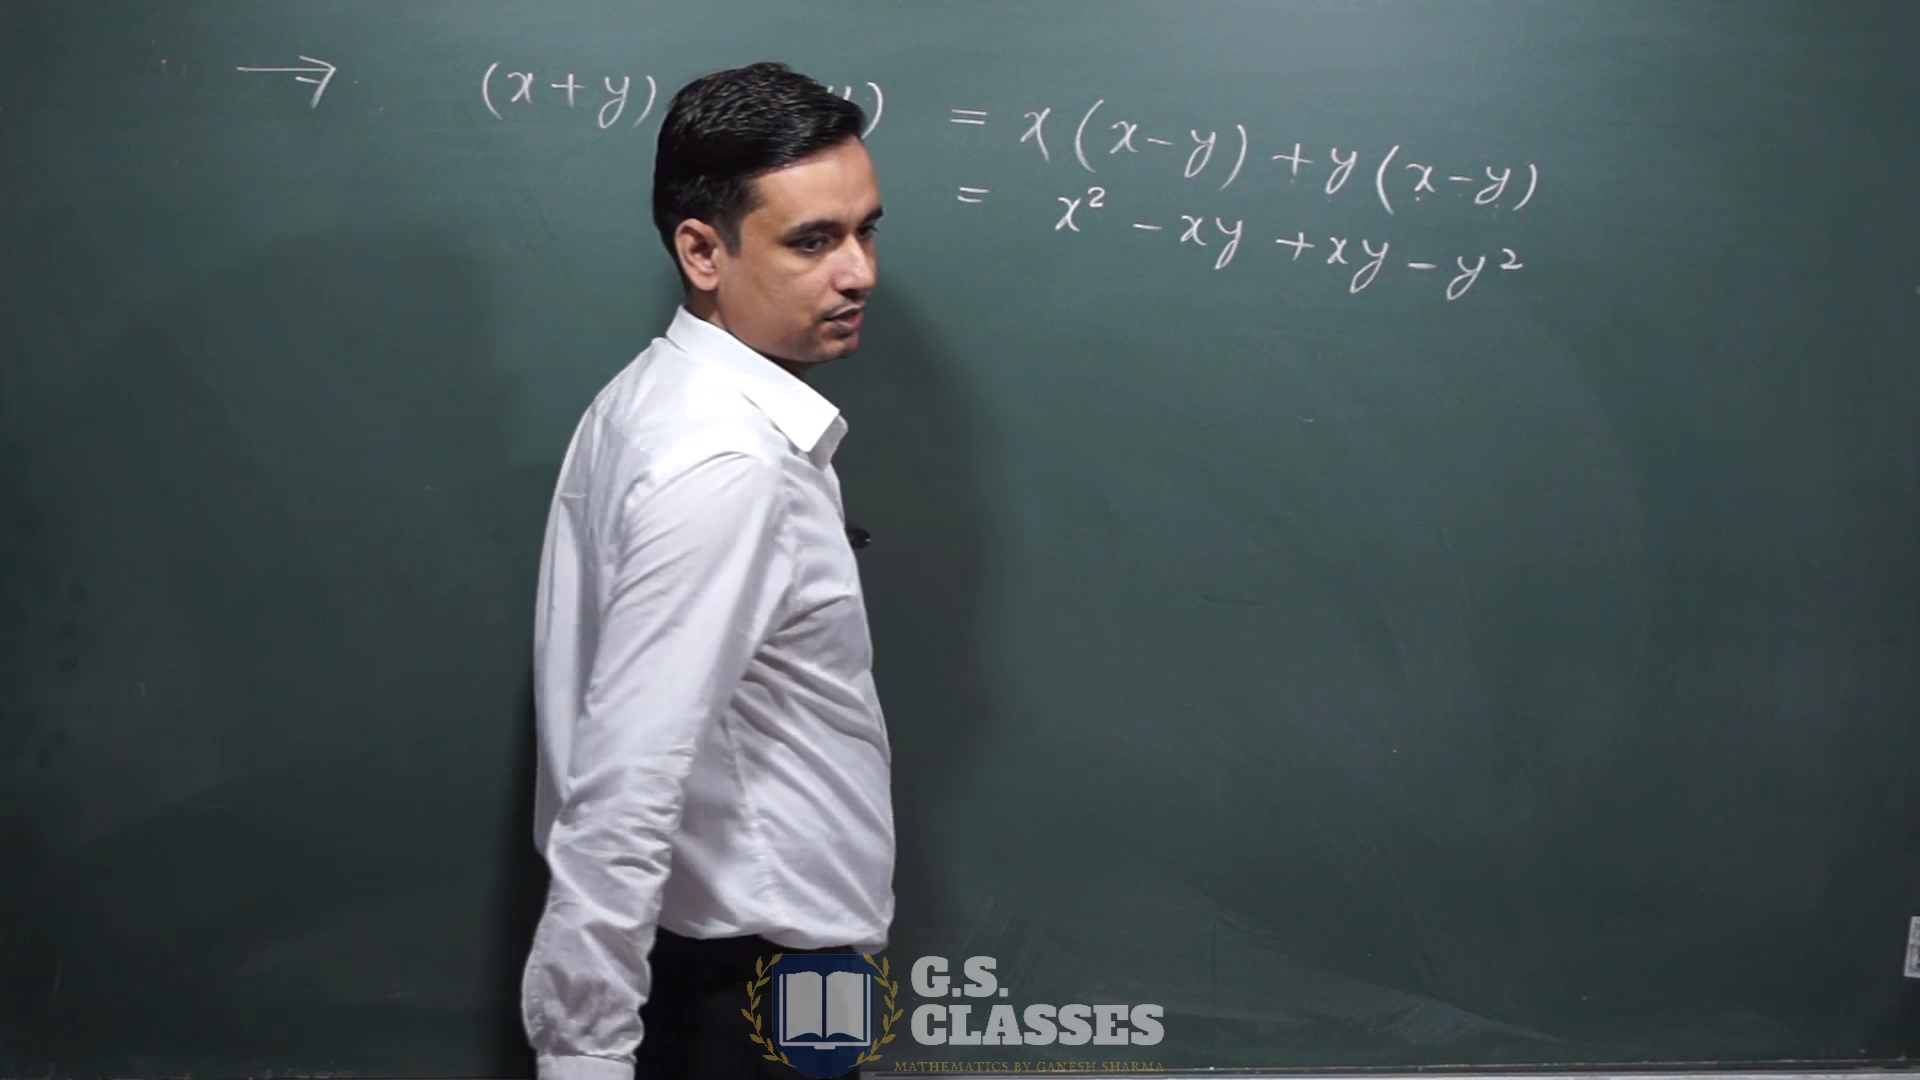 (x+y) y) = x(x-y)+y(x-y)
= x² - xy + xy - y²
G.S.
CLASSES
MATHEMATICS BY GANESH SHARMA